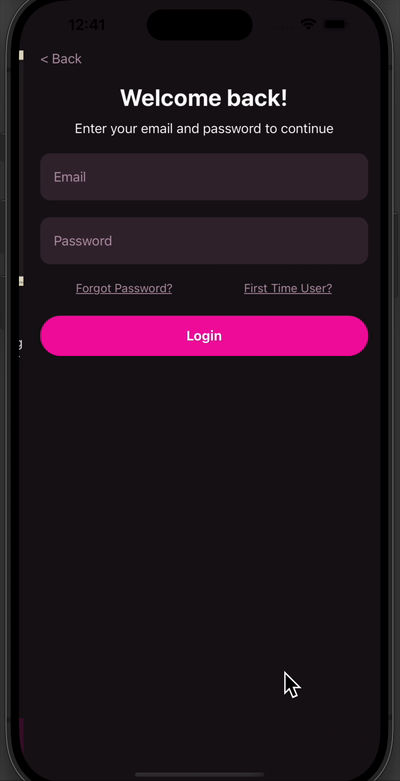 12:41
< Back
Welcome back!
Enter your email and password to continue
Email
Password
Forgot Password? First Time User?
Login